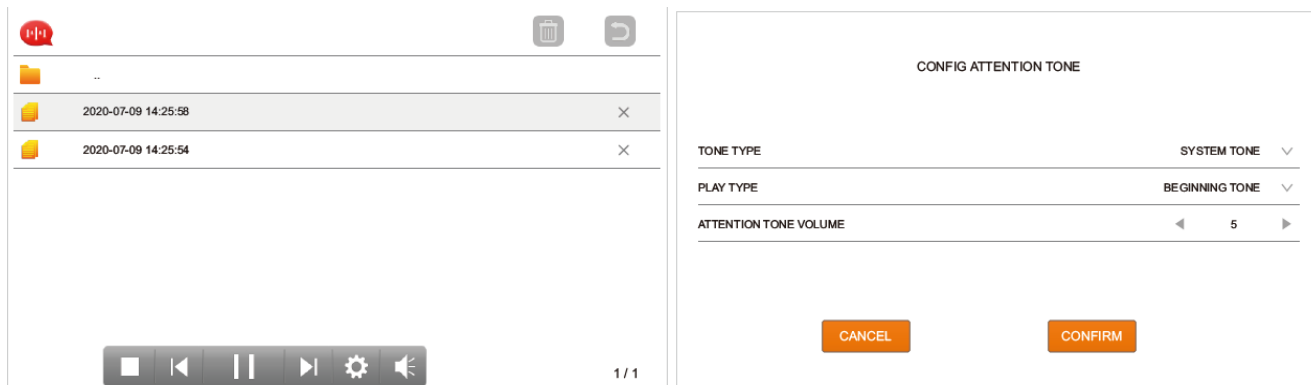 ..
2020-07-09 14:25:58
2020-07-09 14:25:54
1 / 1
CONFIG ATTENTION TONE
TONE TYPE SYSTEM TONE
PLAY TYPE BEGINNING TONE
ATTENTION TONE VOLUME 5
CANCEL CONFIRM